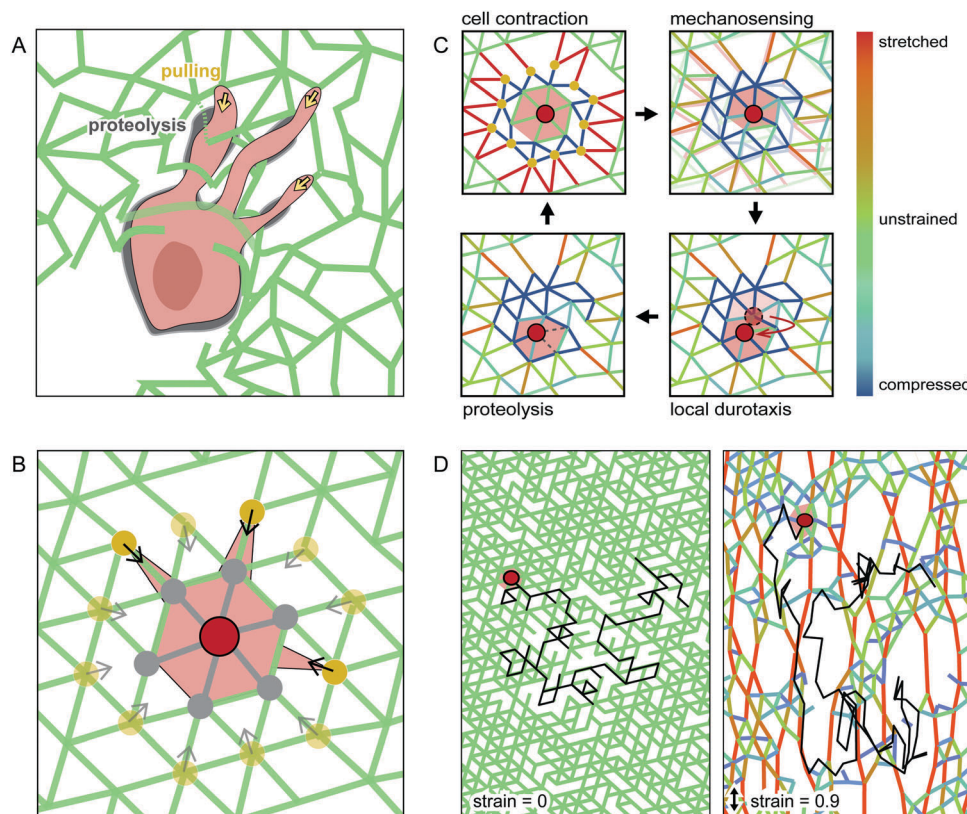 A
pulling
proteolysis
C
cell contraction
mechanosensing
stretched
unstrained
compressed
proteolysis
local durotaxis
B
D
strain = 0
strain = 0.9